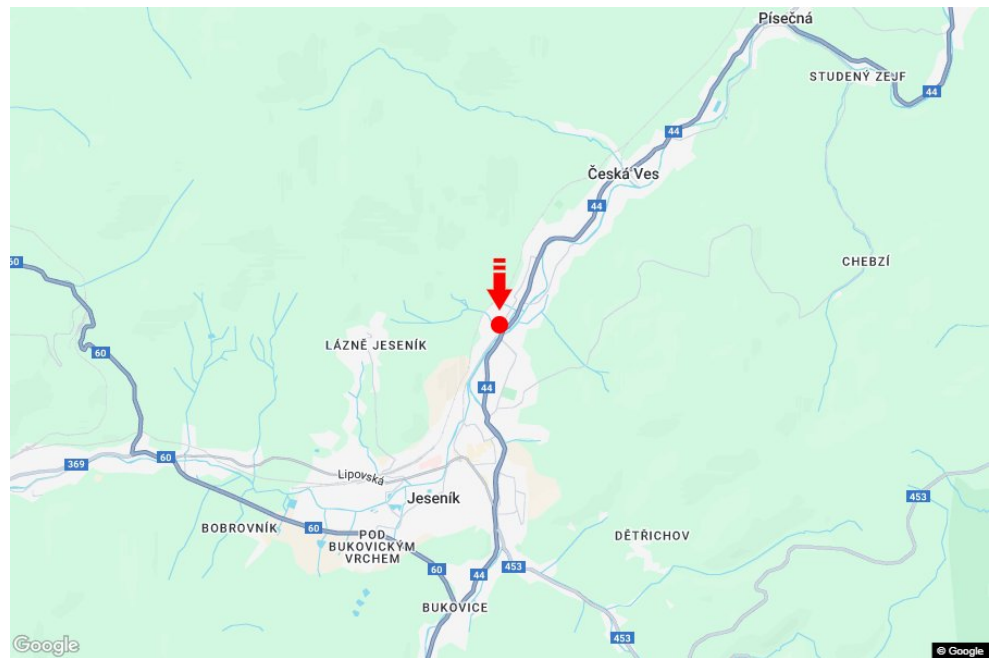 Písečná
STUDENÝ ZEJF
44
44
Česká Ves
44
60
CHEBZÍ
60
LÁZNĚ JESENÍK
44
60
369
Lipovská
Jeseník
453
BOBROVNÍK
60
POD
BUKOVICKÝM
VRCHEM
DĚTŘICHOV
60
44
453
BUKOVICE
453
Google
© Google